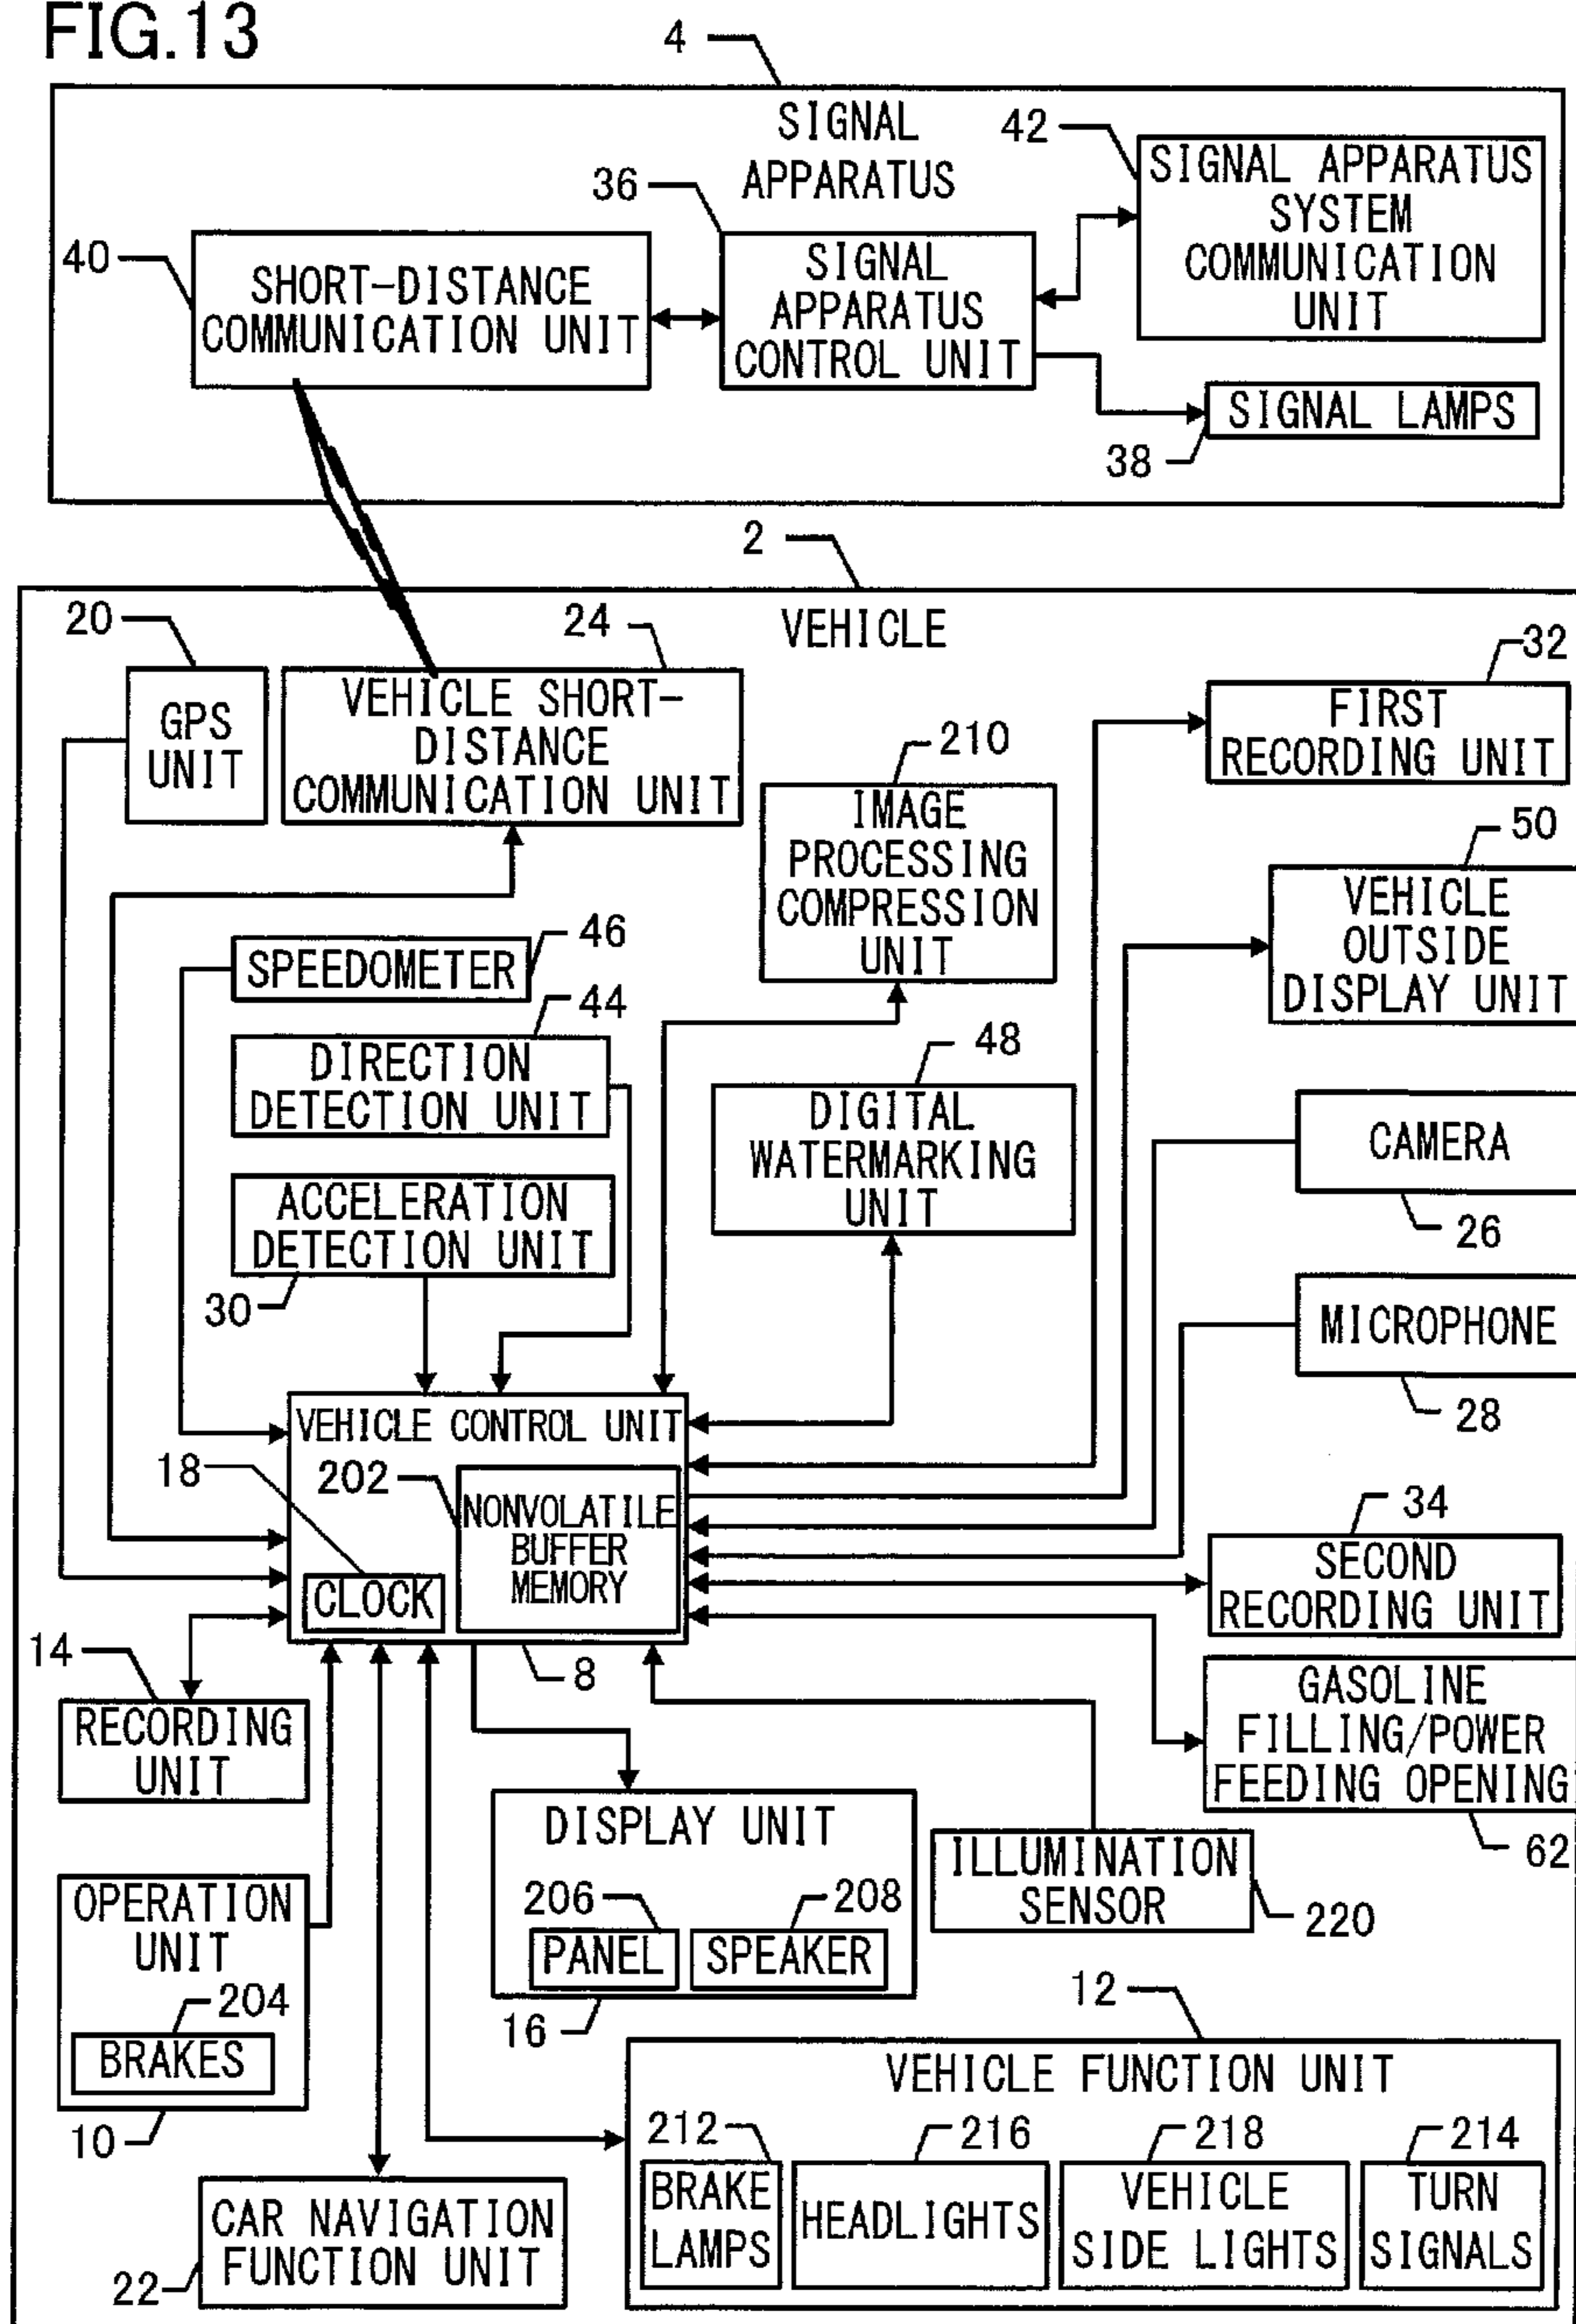 FIG.13
4
SIGNAL
APPARATUS
42
SIGNAL APPARATUS
SYSTEM
COMMUNICATION
UNIT
36
SIGNAL
APPARATUS
CONTROL UNIT
40
SHORT-DISTANCE
COMMUNICATION UNIT
SIGNAL LAMPS
38
2
VEHICLE
20
GPS
UNIT
24
VEHICLE SHORT-
DISTANCE
COMMUNICATION UNIT
32
FIRST
RECORDING UNIT
210
IMAGE
PROCESSING
COMPRESSION
UNIT
50
VEHICLE
OUTSIDE
DISPLAY UNIT
46
SPEEDOMETER
44
DIRECTION
DETECTION UNIT
48
DIGITAL
WATERMARKING
UNIT
CAMERA
26
ACCELERATION
DETECTION UNIT
30
MICROPHONE
28
VEHICLE CONTROL UNIT
18
202
NONVOLATILE
BUFFER
MEMORY
CLOCK
8
34
SECOND
RECORDING UNIT
14
RECORDING
UNIT
GASOLINE
FILLING/POWER
FEEDING OPENING
62
DISPLAY UNIT
206
208
PANEL
SPEAKER
16
ILLUMINATION
SENSOR
220
OPERATION
UNIT
204
BRAKES
10
12
VEHICLE FUNCTION UNIT
212
216
218
214
BRAKE
LAMPS
HEADLIGHTS
VEHICLE
SIDE LIGHTS
TURN
SIGNALS
CAR NAVIGATION
FUNCTION UNIT
22